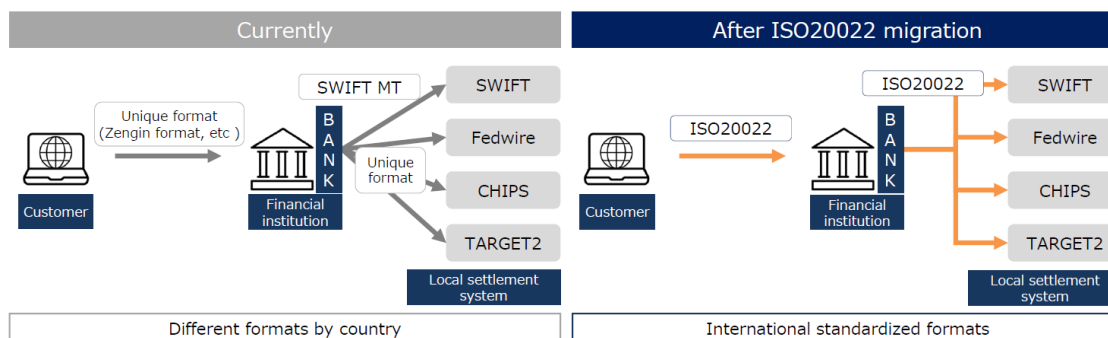 Currently
SWIFT MT
Unique format
(Zengin format, etc )
BANK
Unique
format
Customer
Financial
institution
SWIFT
Fedwire
CHIPS
TARGET2
Local settlement
system
Different formats by country
After ISO20022 migration
ISO20022
ISO20022
BANK
Customer
Financial
institution
SWIFT
Fedwire
CHIPS
TARGET2
Local settlement
system
International standardized formats